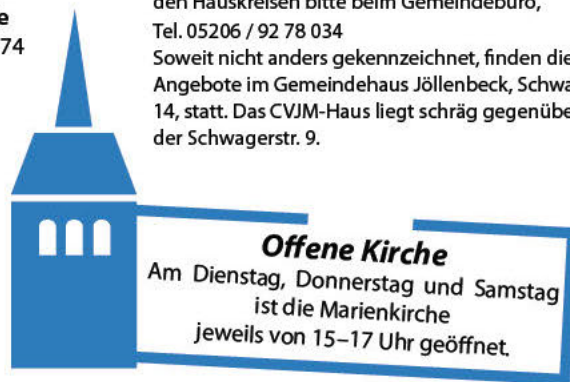 74
den Hauskreisen bitte beim Gemeindebüro,
Tel. 05206 / 92 78 034
Soweit nicht anders gekennzeichnet, finden die
Angebote im Gemeindehaus Jöllenbeck,
14, statt. Das CVJM-Haus liegt schräg
der Schwagerstr. 9.
Offene Kirche
Am Dienstag, Donnerstag und Samstag
ist die Marienkirche
jeweils von 15–17 Uhr geöffnet.